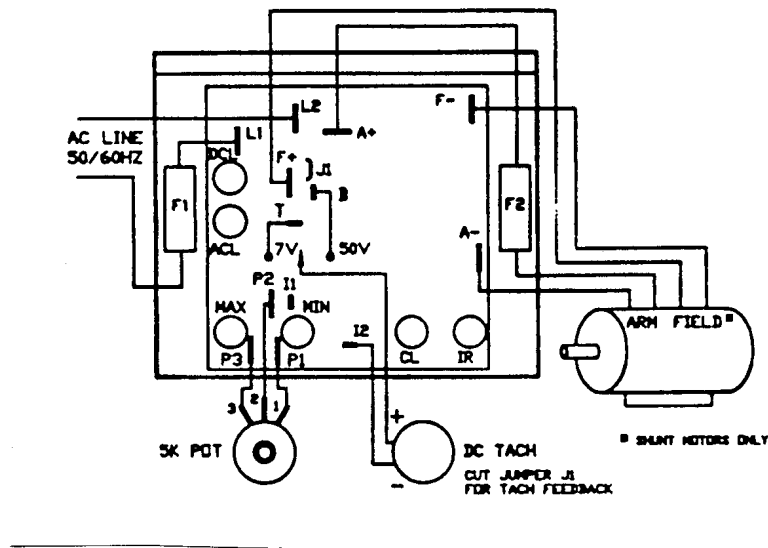 L2
F-
A+
AC LINE
50/60HZ
L1
DCL
F+
J1
B
F1
F2
T
ACL
7V
50V
A-
P2
I1
MAX
MIN
I2
ARM FIELD*
P3
P1
CL
IR
3
2
1
+
5K POT
DC TACH
* SHUNT MOTORS ONLY
-
CUT JUMPER J1
FOR TACH FEEDBACK